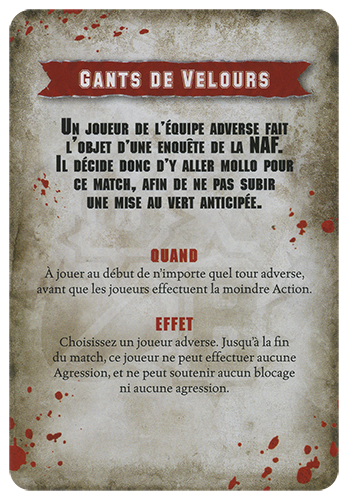 GANTS DE VELOURS
UN JOUEUR DE L'ÉQUIPE ADVERSE FAIT
L'OBJET D'UNE ENQUÊTE DE LA NAF.
IL DÉCIDE DONC D'Y ALLER MOLLO POUR
CE MATCH, AFIN DE NE PAS SUBIR
UNE MISE AU VERT ANTICIPÉE.
QUAND
À jouer au début de n'importe quel tour adverse,
avant que les joueurs effectuent la moindre Action.
EFFET
Choisissez un joueur adverse. Jusqu'à la fin
du match, ce joueur ne peut effectuer aucune
Agression, et ne peut soutenir aucun blocage
ni aucune agression.